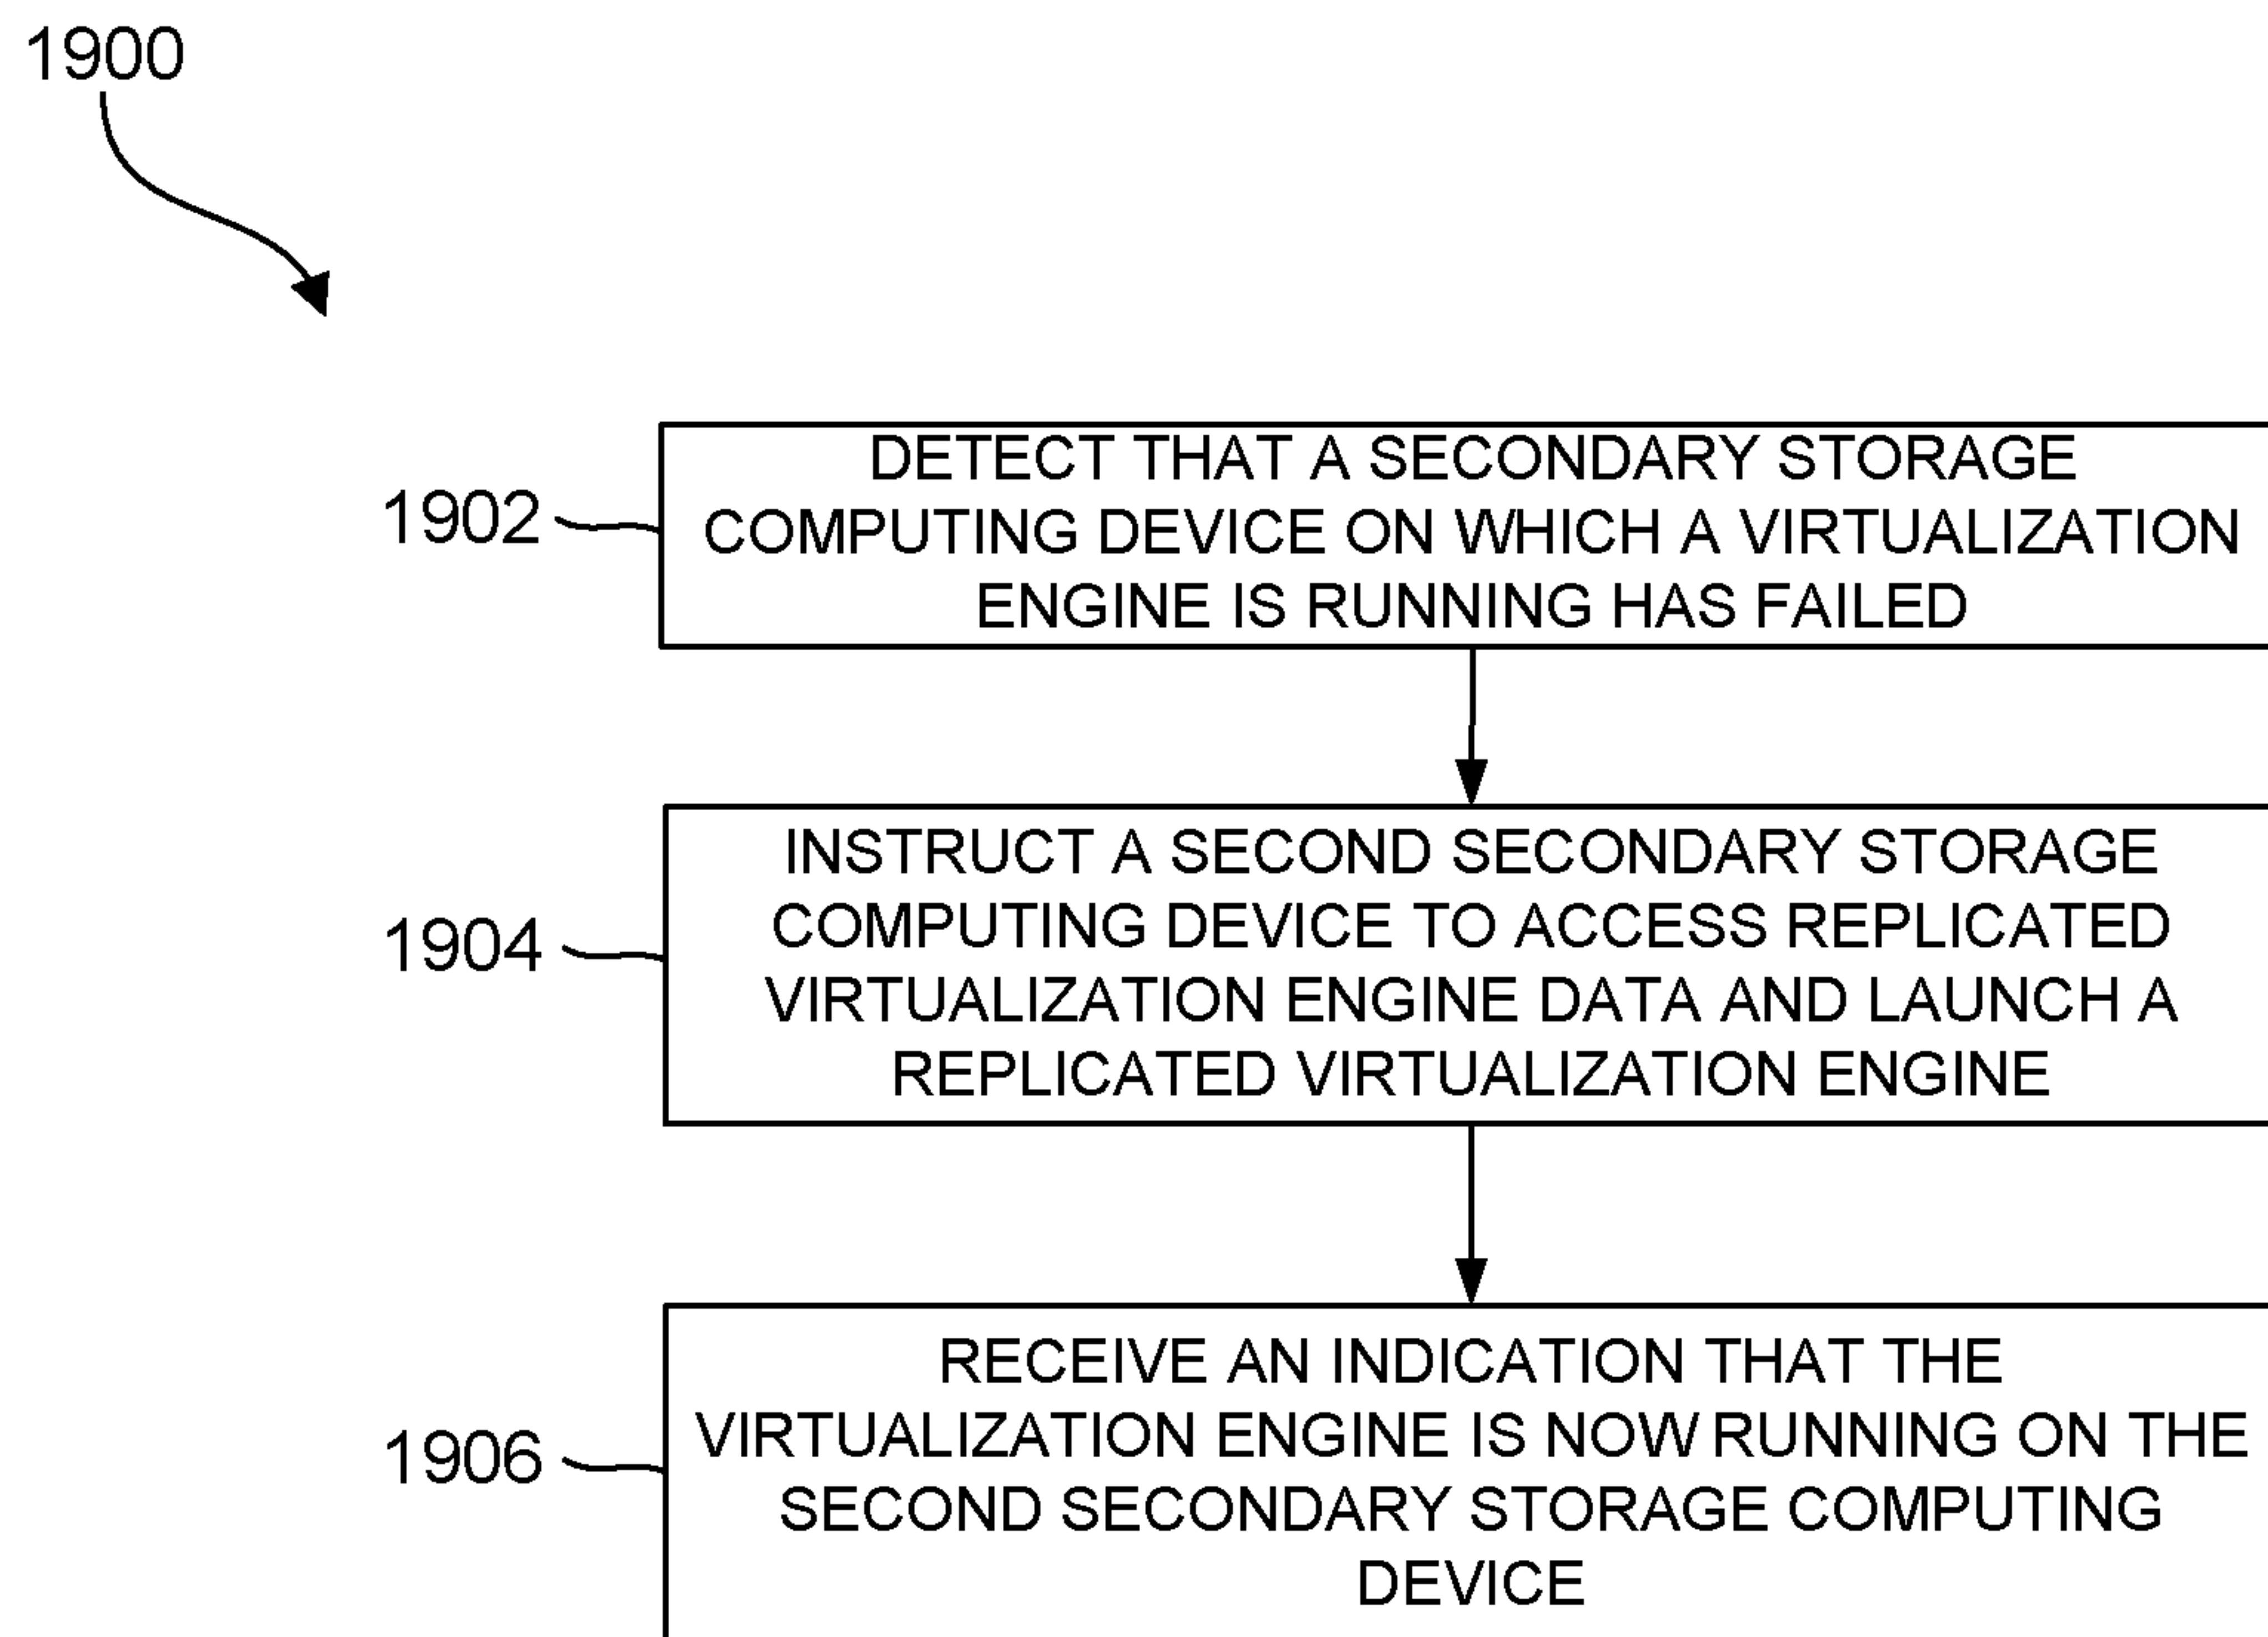 1900
1902
DETECT THAT A SECONDARY STORAGE
COMPUTING DEVICE ON WHICH A VIRTUALIZATION
ENGINE IS RUNNING HAS FAILED
1904
INSTRUCT A SECOND SECONDARY STORAGE
COMPUTING DEVICE TO ACCESS REPLICATED
VIRTUALIZATION ENGINE DATA AND LAUNCH A
REPLICATED VIRTUALIZATION ENGINE
1906
RECEIVE AN INDICATION THAT THE
VIRTUALIZATION ENGINE IS NOW RUNNING ON THE
SECOND SECONDARY STORAGE COMPUTING
DEVICE